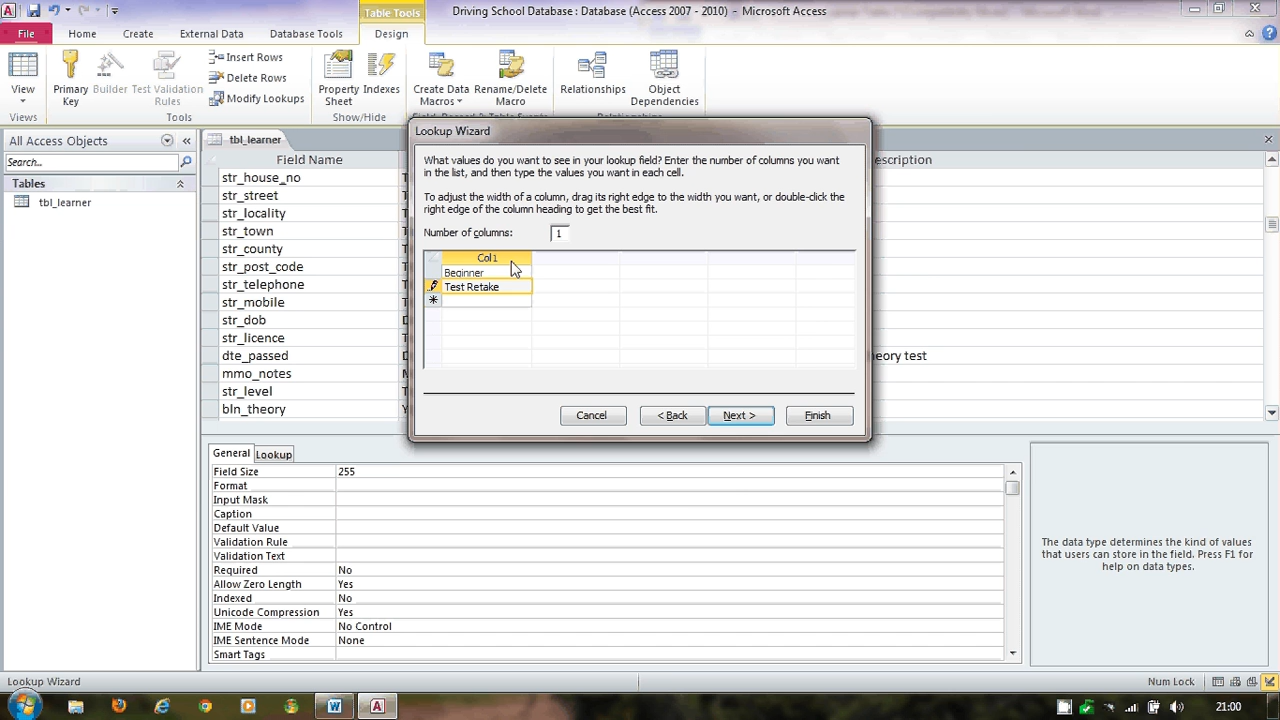 Table Tools
Driving School Database : Database (Access 2007 - 2010) - Microsoft Access
File
Home
Create
External Data
Database Tools
Design
View
Primary Key
Builder
Test Validation Rules
Insert Rows
Delete Rows
Modify Lookups
Property Sheet
Indexes
Create Data Macros
Rename/Delete Macro
Relationships
Object Dependencies
Views
Tools
Show/Hide
All Access Objects
Search...
Tables
tbl_learner
tbl_learner
Field Name
str_house_no
str_street
str_locality
str_town
str_county
str_post_code
str_telephone
str_mobile
str_dob
str_licence
dte_passed
mmo_notes
str_level
bln_theory
Lookup Wizard
What values do you want to see in your lookup field? Enter the number of columns you want
in the list, and then type the values you want in each cell.
To adjust the width of a column, drag its right edge to the width you want, or double-click the
right edge of the column heading to get the best fit.
Number of columns: 1
Col1
Beginner
Test Retake
Cancel
< Back
Next >
Finish
General
Lookup
Field Size 255
Format
Input Mask
Caption
Default Value
Validation Rule
Validation Text
Required No
Allow Zero Length Yes
Indexed No
Unicode Compression Yes
IME Mode No Control
IME Sentence Mode None
Smart Tags
The data type determines the kind of values
that users can store in the field. Press F1 for
help on data types.
Lookup Wizard
Num Lock
21:00